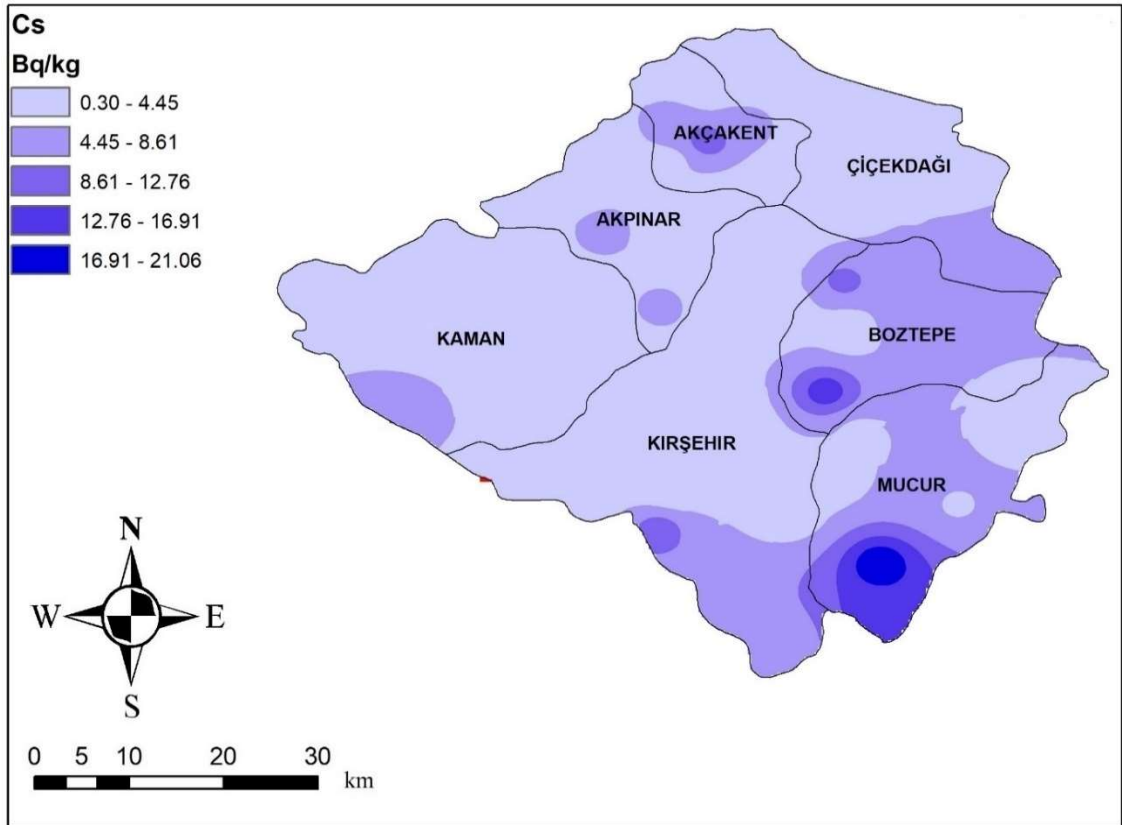 Cs
Bq/kg
0.30 - 4.45
4.45 - 8.61
8.61 - 12.76
12.76 - 16.91
16.91 - 21.06
AKÇAKENT
ÇİÇEKDAĞI
AKPINAR
KAMAN
BOZTEPE
KIRŞEHIR
MUCUR
N
W E
S
0 5 10 20 30
km